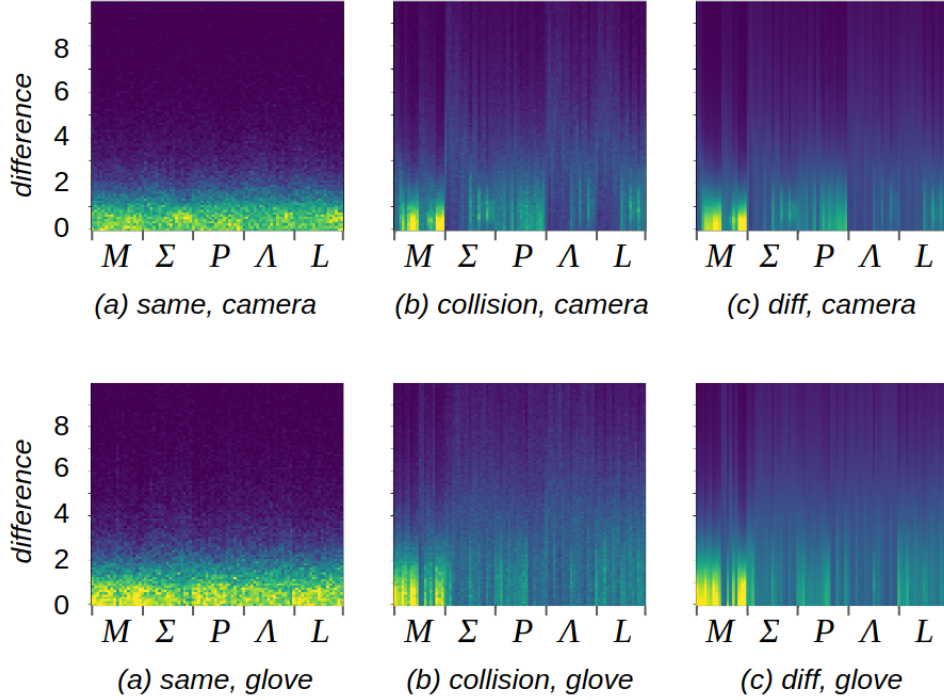 difference
8
6
4
2
0
M Σ P Λ L
M Σ P Λ L
M Σ P Λ L
(a) same, camera
(b) collision, camera
(c) diff, camera
difference
8
6
4
2
0
M Σ P Λ L
M Σ P Λ L
M Σ P Λ L
(a) same, glove
(b) collision, glove
(c) diff, glove